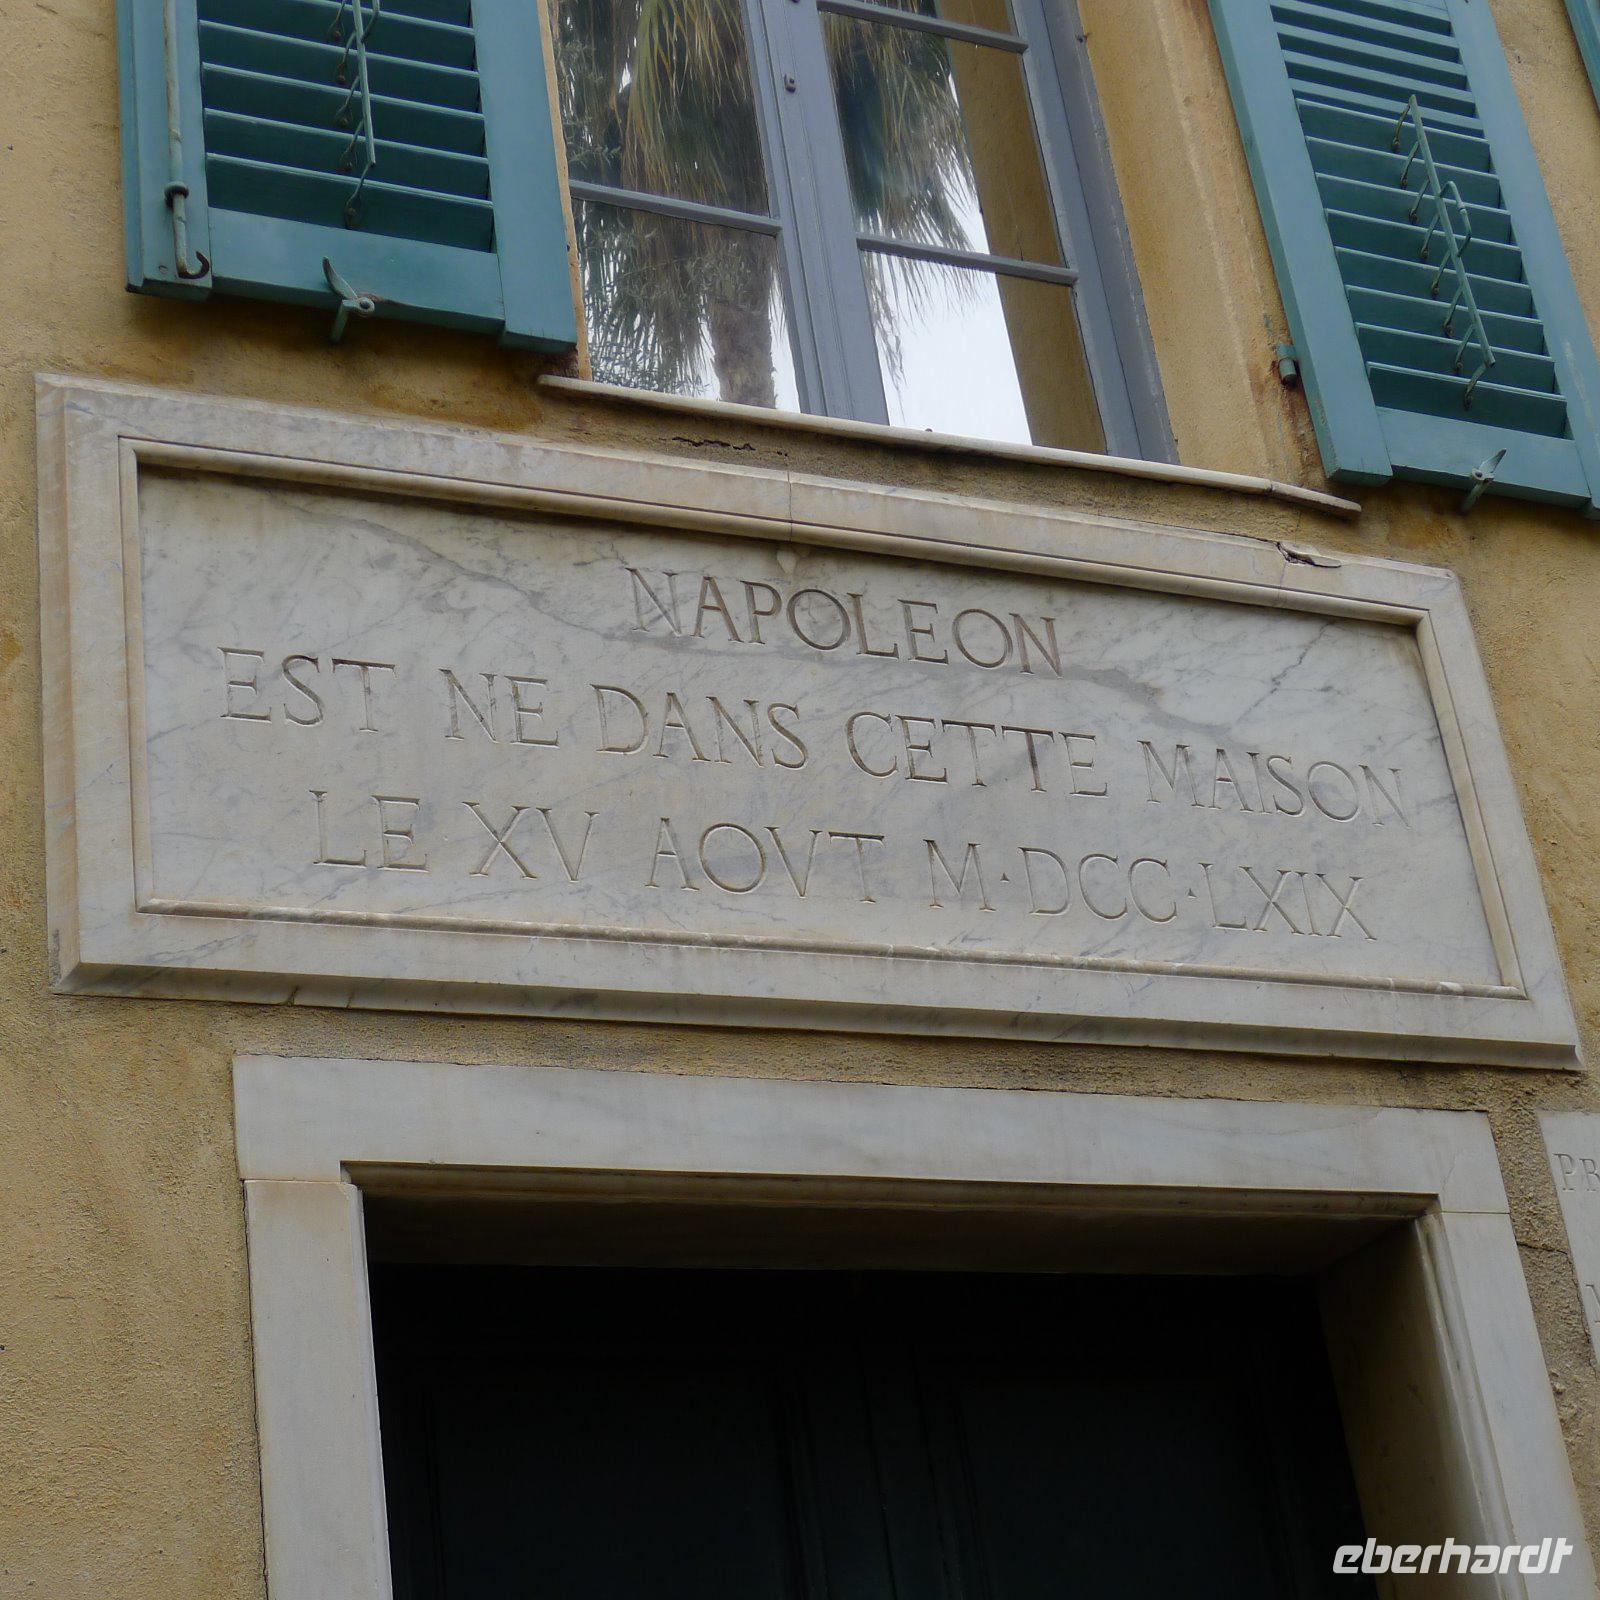 NAPOLEON
EST NE DANS CETTE MAISON
LE XV AOVT M·DCC·LXIX
eberhardt